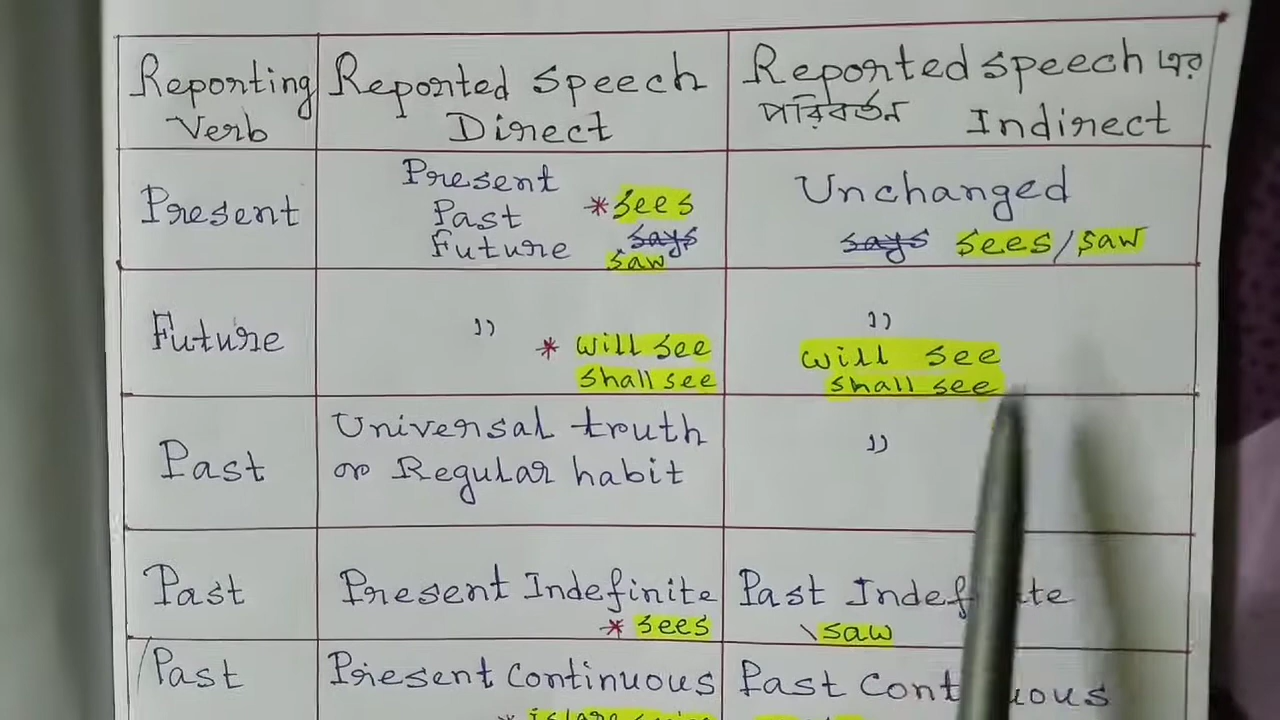 Reporting Verb
Reported Speech Direct
Reported speech এর পরিবর্তন Indirect
Present
Present
Past *sees
Future says
saw
Unchanged
says sees/saw
Future
"
* will see
shall see
"
will see
shall see
Past
Universal truth
or Regular habit
"
Past
Present Indefinite
* sees
Past Indefinite
saw
Past
Present Continuous
Past Continuous